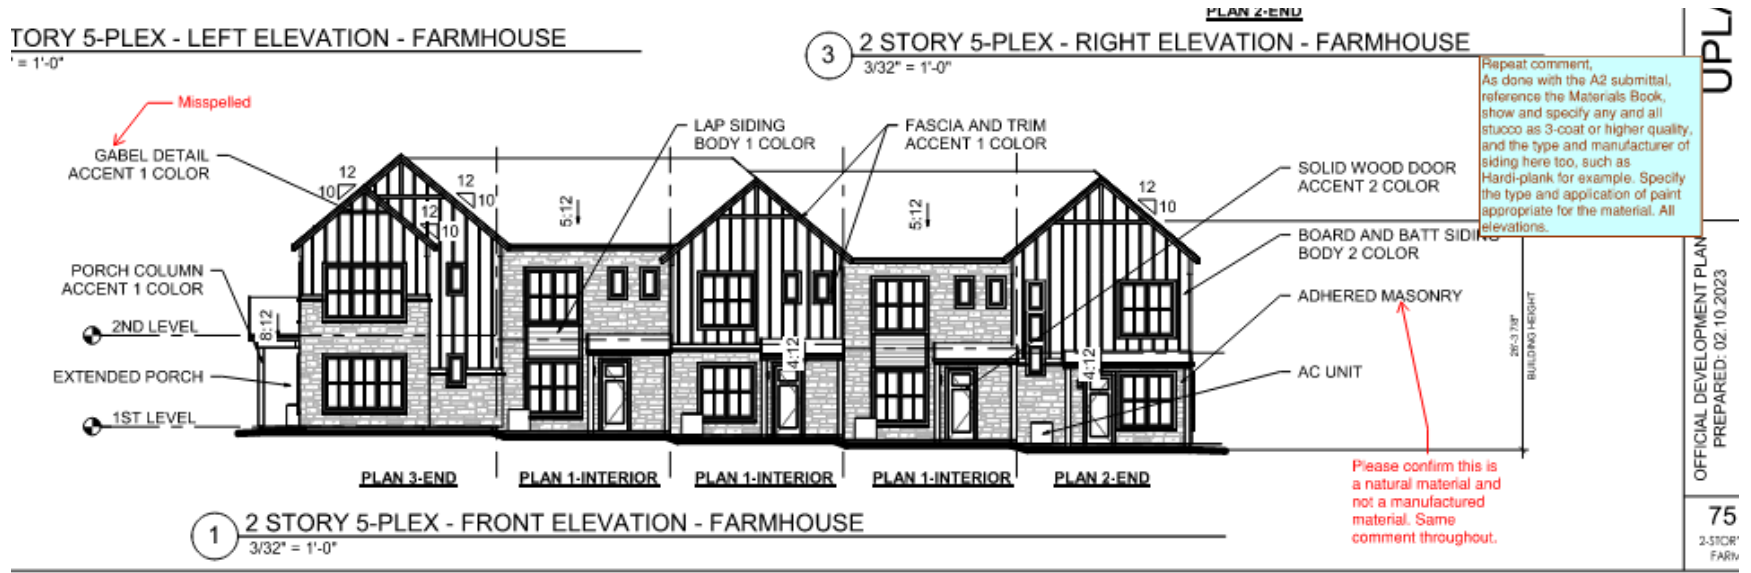 PLAN 2-END
TORY 5-PLEX - LEFT ELEVATION - FARMHOUSE
" = 1'-0"
3
2 STORY 5-PLEX - RIGHT ELEVATION - FARMHOUSE
3/32" = 1'-0"
UPLA
Repeat comment,
As done with the A2 submittal,
reference the Materials Book,
show and specify any and all
stucco as 3-coat or higher quality,
and the type and manufacturer of
siding here too, such as
Hardi-plank for example. Specify
the type and application of paint
appropriate for the material. All
elevations.
Misspelled
GABEL DETAIL
ACCENT 1 COLOR
LAP SIDING
BODY 1 COLOR
FASCIA AND TRIM
ACCENT 1 COLOR
SOLID WOOD DOOR
ACCENT 2 COLOR
12
10
12
10
12
10
5:12
5:12
12
10
BOARD AND BATT SIDING
BODY 2 COLOR
PORCH COLUMN
ACCENT 1 COLOR
ADHERED MASONRY
2ND LEVEL
8:12
4:12
4:12
EXTENDED PORCH
AC UNIT
1ST LEVEL
26'-3 7/8"
BUILDING HEIGHT
OFFICIAL DEVELOPMENT PLAN
PREPARED: 02.10.2023
PLAN 3-END
PLAN 1-INTERIOR
PLAN 1-INTERIOR
PLAN 1-INTERIOR
PLAN 2-END
Please confirm this is
a natural material and
not a manufactured
material. Same
comment throughout.
1
2 STORY 5-PLEX - FRONT ELEVATION - FARMHOUSE
3/32" = 1'-0"
75
2-STOR
FARM